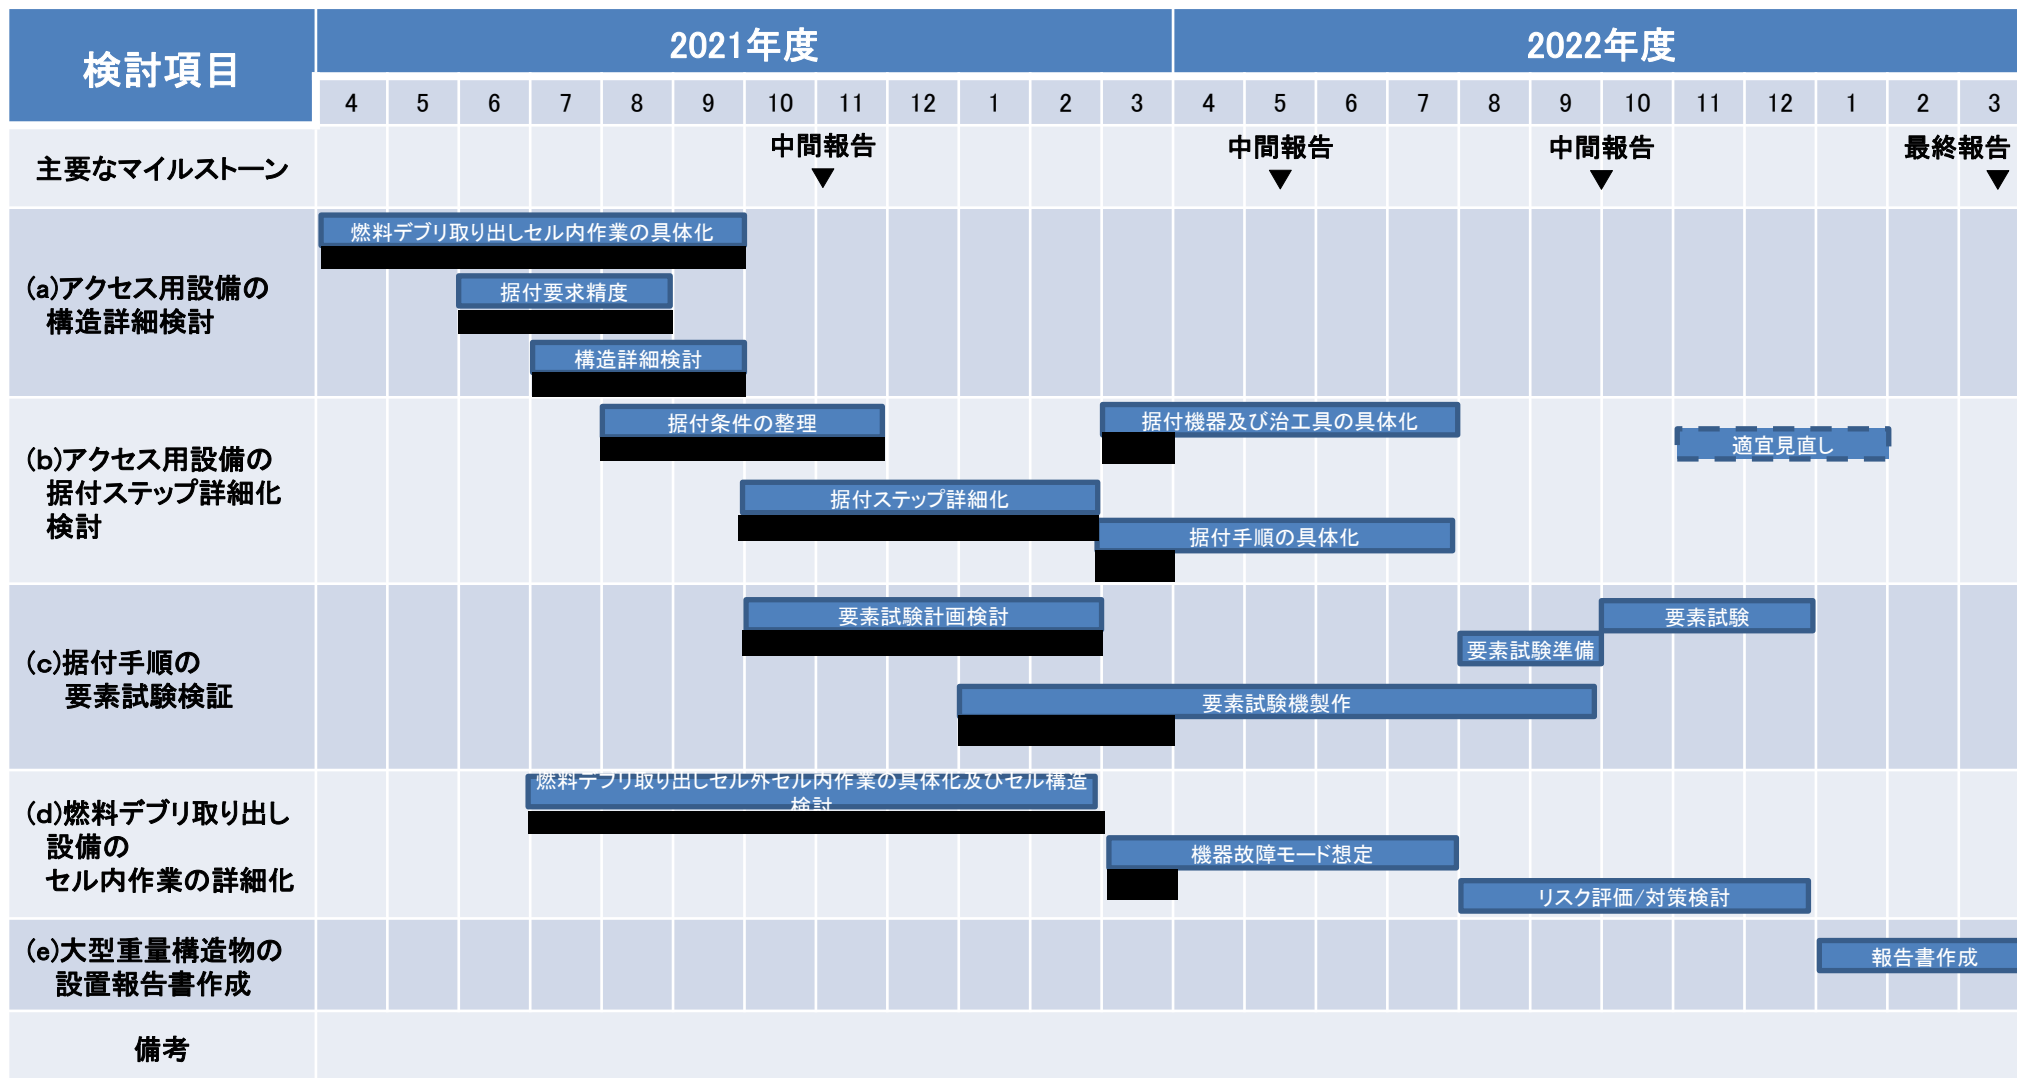 検討項目
2021年度
2022年度
4 5 6 7 8 9 10 11 12 1 2 3 4 5 6 7 8 9 10 11 12 1 2 3
主要なマイルストーン
中間報告
中間報告
中間報告
最終報告
▼ ▼ ▼ ▼
(a)アクセス用設備の
構造詳細検討
燃料デブリ取り出しセル内作業の具体化
据付要求精度
構造詳細検討
(b)アクセス用設備の
据付ステップ詳細化
検討
据付条件の整理
据付機器及び治工具の具体化
適宜見直し
据付ステップ詳細化
据付手順の具体化
(c)据付手順の
要素試験検証
要素試験計画検討
要素試験
要素試験準備
要素試験機製作
(d)燃料デブリ取り出し
設備の
セル内作業の詳細化
燃料デブリ取り出しセル外セル内作業の具体化及びセル構造
検討
機器故障モード想定
リスク評価/対策検討
(e)大型重量構造物の
設置報告書作成
報告書作成
備考